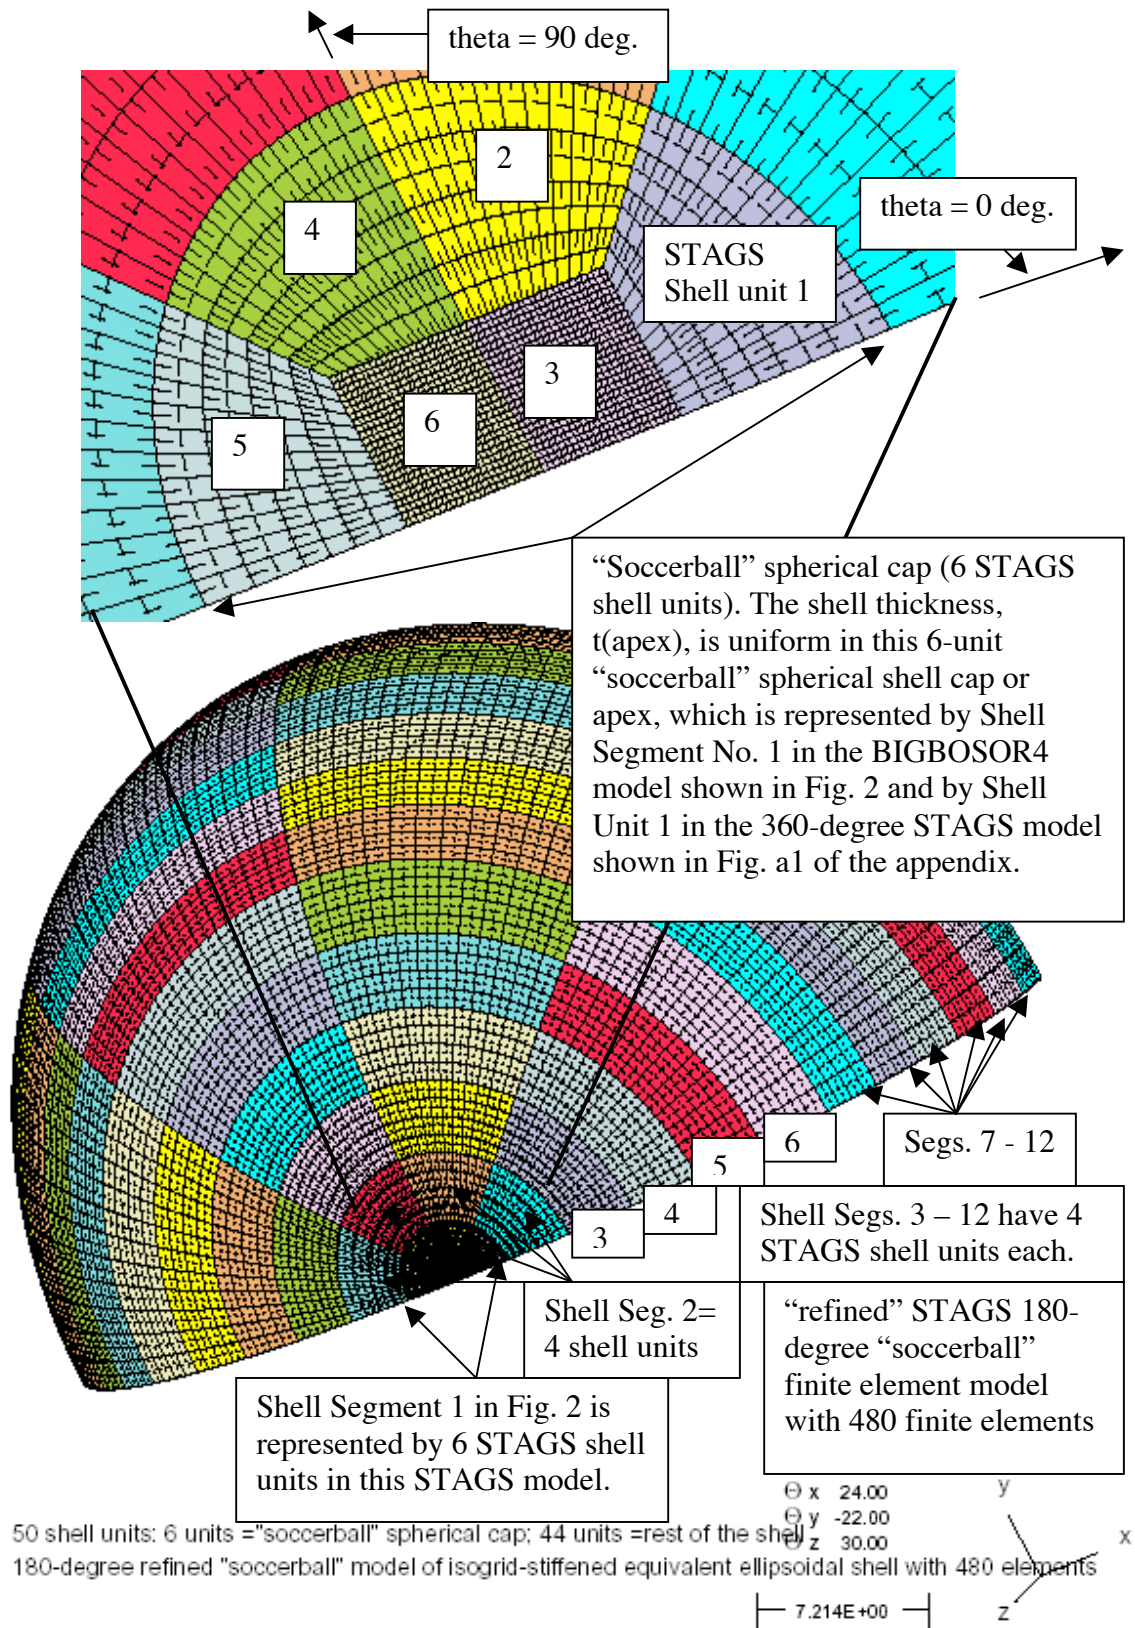 theta = 90 deg.
2
4
theta = 0 deg.
STAGS
Shell unit 1
3
6
5
“Soccerball” spherical cap (6 STAGS
shell units). The shell thickness,
t(apex), is uniform in this 6-unit
“soccerball” spherical shell cap or
apex, which is represented by Shell
Segment No. 1 in the BIGBOSOR4
model shown in Fig. 2 and by Shell
Unit 1 in the 360-degree STAGS model
shown in Fig. a1 of the appendix.
6
Segs. 7 - 12
5
4
3
Shell Segs. 3 – 12 have 4
STAGS shell units each.
Shell Seg. 2=
4 shell units
“refined” STAGS 180-
degree “soccerball”
finite element model
with 480 finite elements
Shell Segment 1 in Fig. 2 is
represented by 6 STAGS shell
units in this STAGS model.
Θ x 24.00
Θ y -22.00
Θ z 30.00
y
x
z
50 shell units: 6 units ="soccerball" spherical cap; 44 units =rest of the shell
180-degree refined "soccerball" model of isogrid-stiffened equivalent ellipsoidal shell with 480 elements
7.214E+00